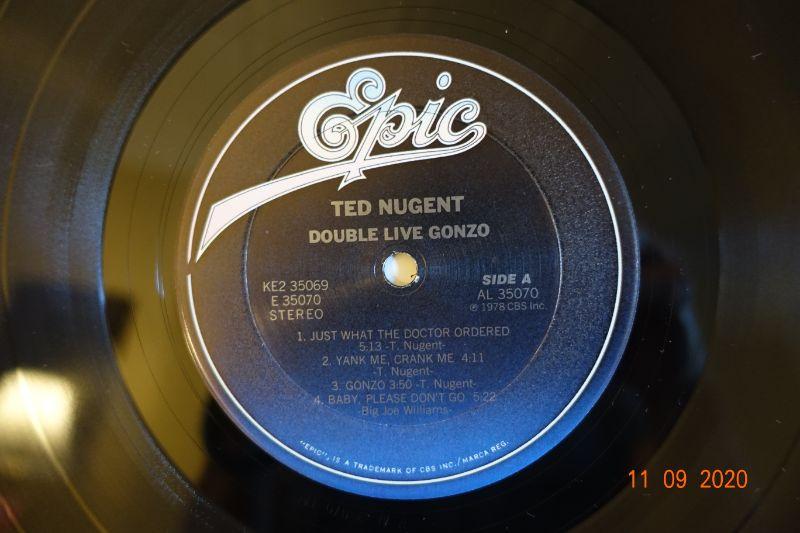 Epic
TED NUGENT
DOUBLE LIVE GONZO
KE2 35069
E 35070
STEREO
SIDE A
AL 35070
℗ 1978 CBS Inc.
1. JUST WHAT THE DOCTOR ORDERED
5:13 -T. Nugent-
2. YANK ME, CRANK ME 4:11
-T. Nugent-
3. GONZO 3:50 -T. Nugent-
4. BABY, PLEASE DON'T GO 5:22
-Big Joe Williams-
"EPIC", IS A TRADEMARK OF CBS INC./MARCA REG.
11 09 2020